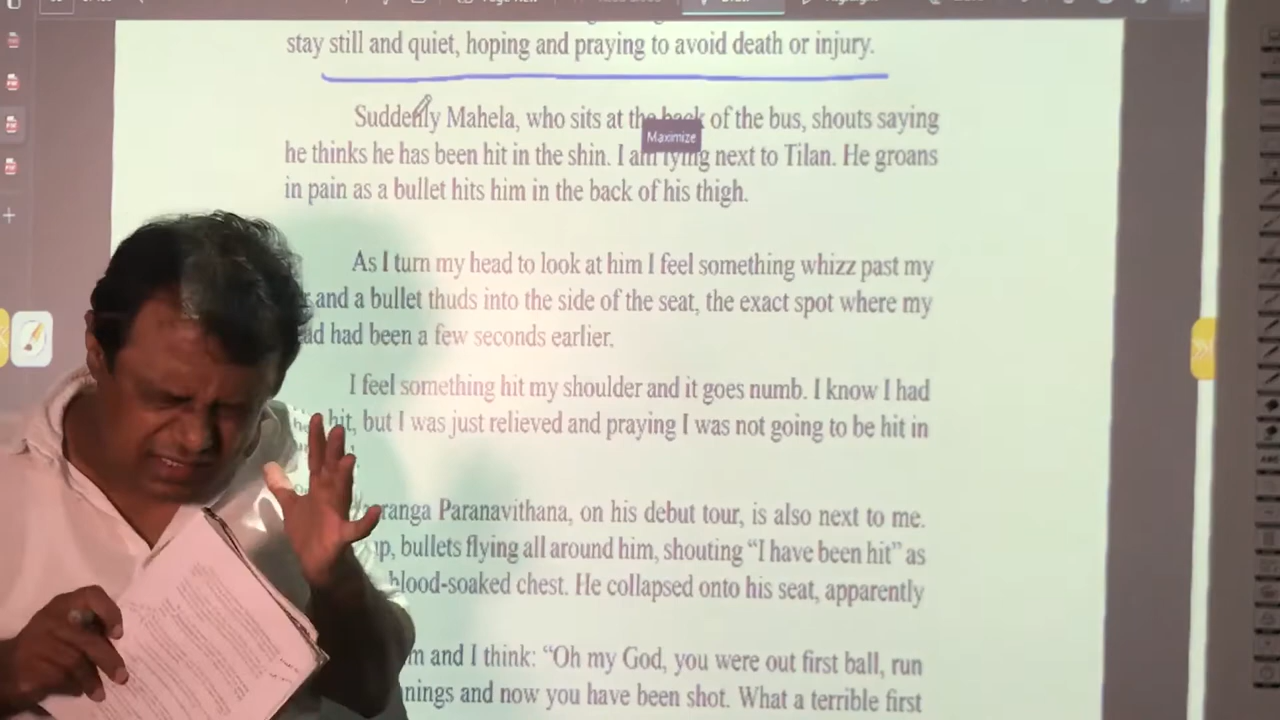 stay still and quiet, hoping and praying to avoid death or injury.
Suddenly Mahela, who sits at the back of the bus, shouts saying
Maximize
he thinks he has been hit in the shin. I am lying next to Tilan. He groans
in pain as a bullet hits him in the back of his thigh.
As I turn my head to look at him I feel something whizz past my
and a bullet thuds into the side of the seat, the exact spot where my
ad had been a few seconds earlier.
I feel something hit my shoulder and it goes numb. I know I had
hit, but I was just relieved and praying I was not going to be hit in
ranga Paranavithana, on his debut tour, is also next to me.
up, bullets flying all around him, shouting “I have been hit” as
blood-soaked chest. He collapsed onto his seat, apparently
m and I think: “Oh my God, you were out first ball, run
nings and now you have been shot. What a terrible first